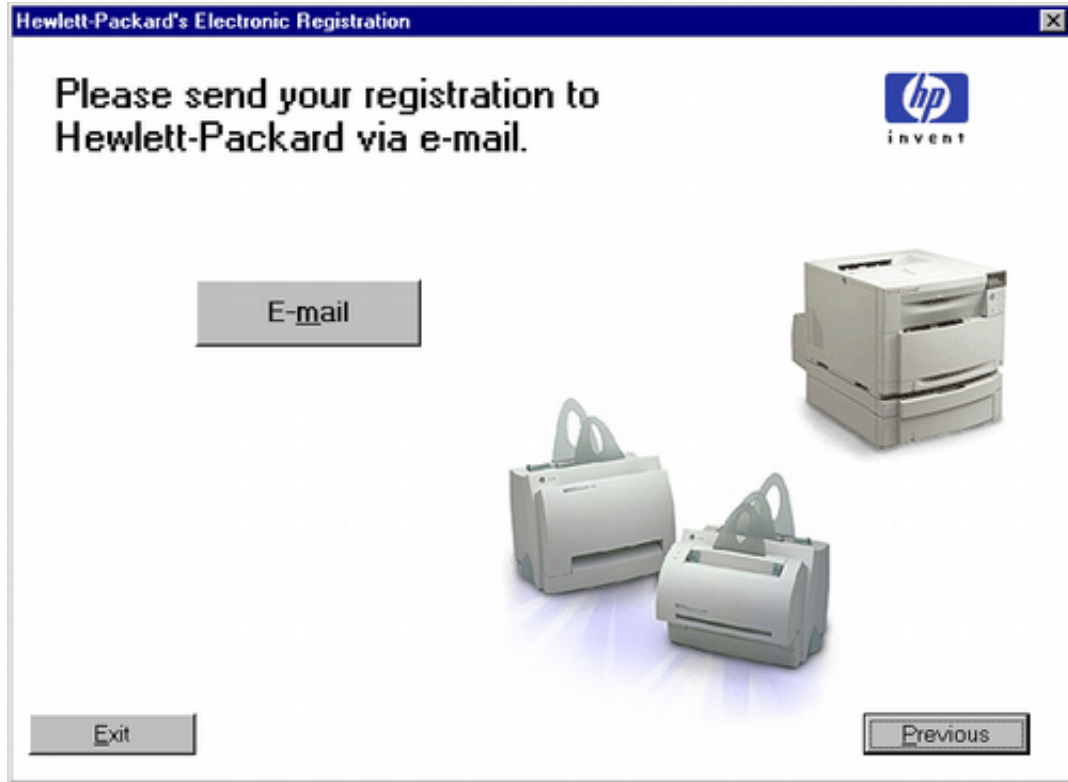 Hewlett-Packard's Electronic Registration
Please send your registration to
Hewlett-Packard via e-mail.
hp
invent
E-mail
Exit
Previous